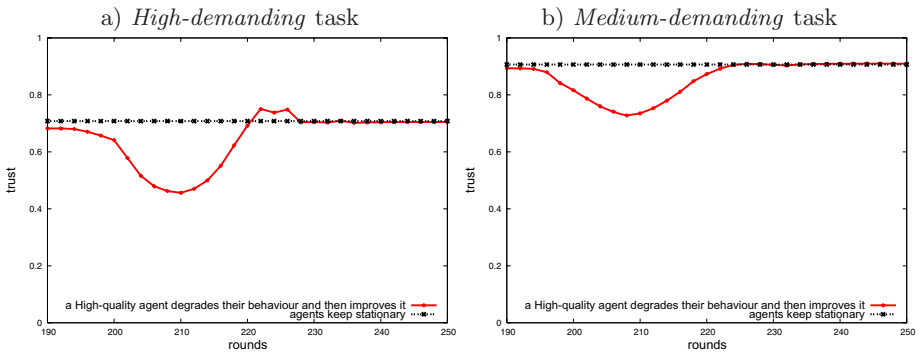 a) High-demanding task
1
0.8
0.6
0.4
0.2
0
trust
190
200
210
220
230
240
250
rounds
a High-quality agent degrades their behaviour and then improves it
agents keep stationary
b) Medium-demanding task
1
0.8
0.6
0.4
0.2
0
trust
190
200
210
220
230
240
250
rounds
a High-quality agent degrades their behaviour and then improves it
agents keep stationary